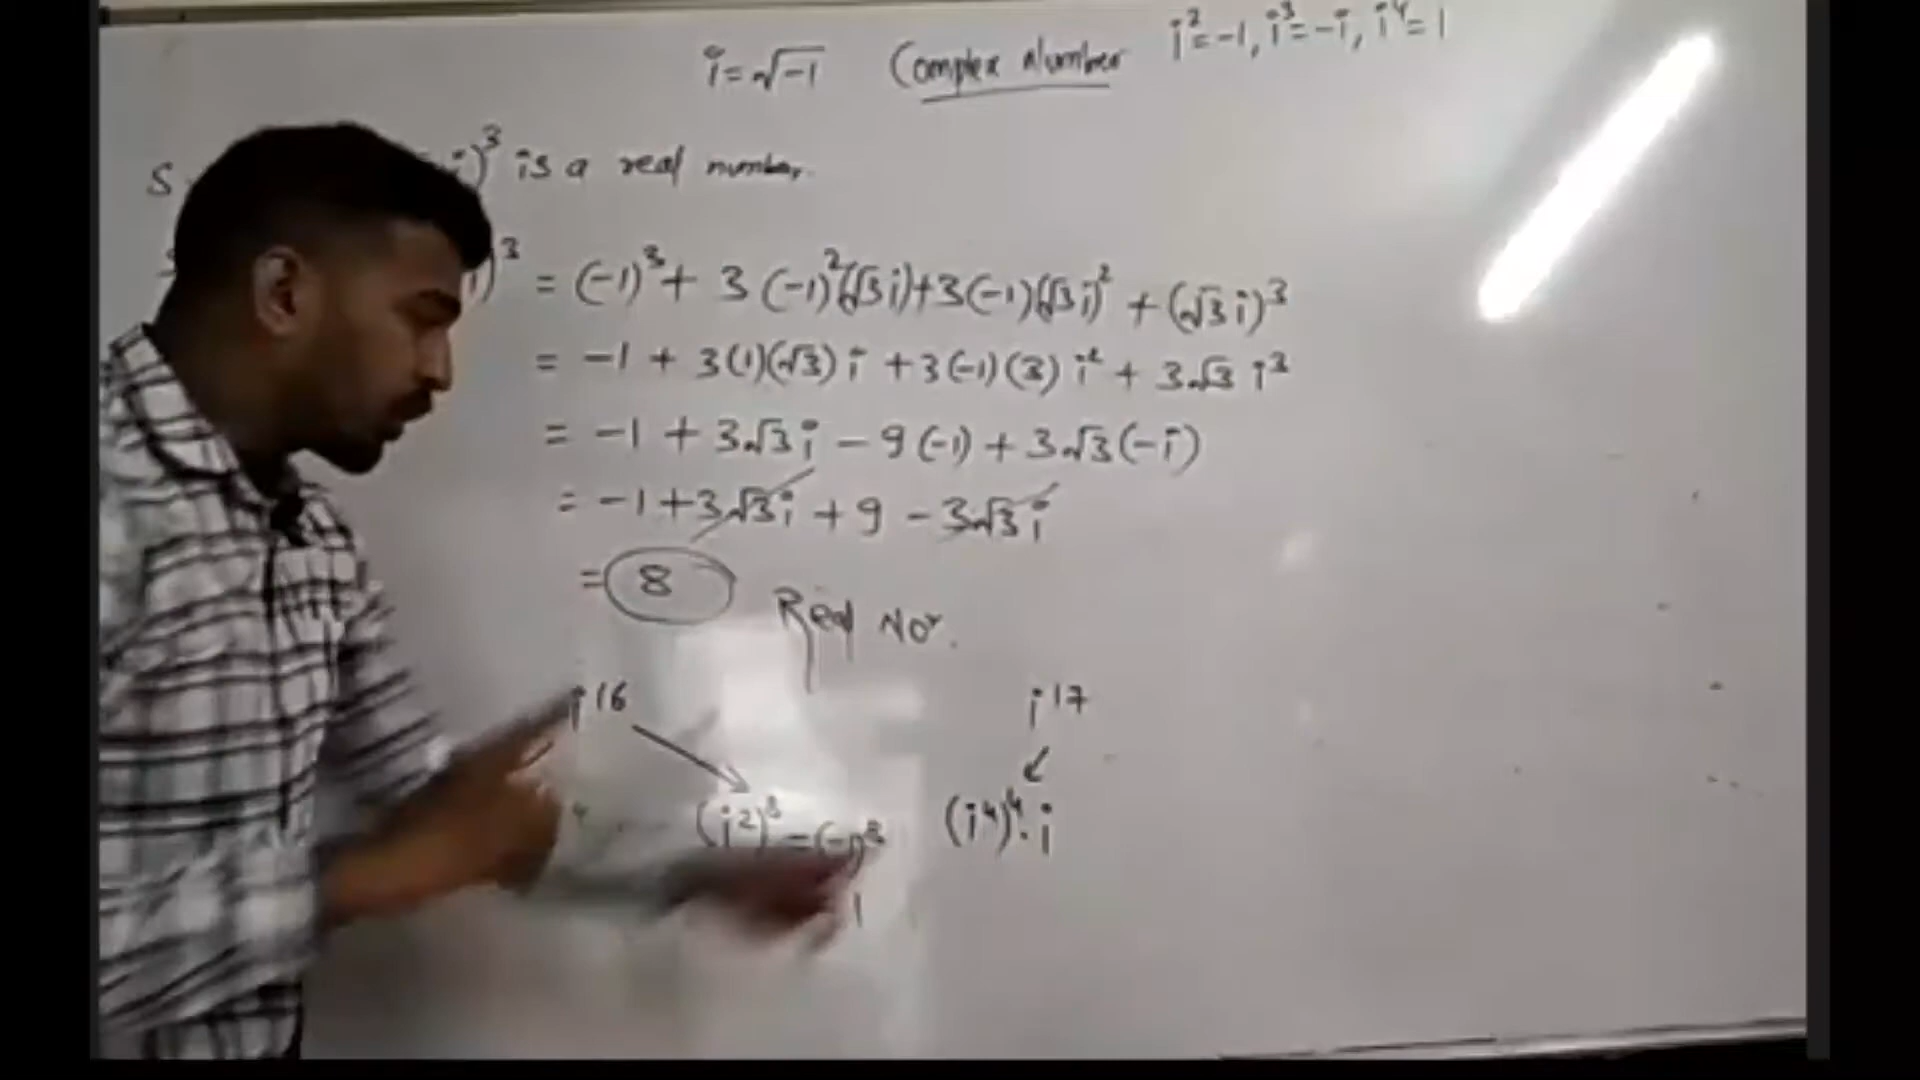 i = √-1 Complex Number i² = -1, i³ = -i, i⁴ = 1
S i)³ is a real number.
i)³ = (-1)³ + 3 (-1)²(√3 i) + 3(-1)(√3 i)² + (√3 i)³
= -1 + 3(1)(√3) i + 3(-1)(3) i² + 3√3 i³
= -1 + 3√3 i - 9(-1) + 3√3(-i)
= -1 + 3√3 i + 9 - 3√3 i
= 8 Real No.
i¹⁶ i¹⁷
(i²)⁸ = (-1)⁸ (i⁴)⁴. i
1